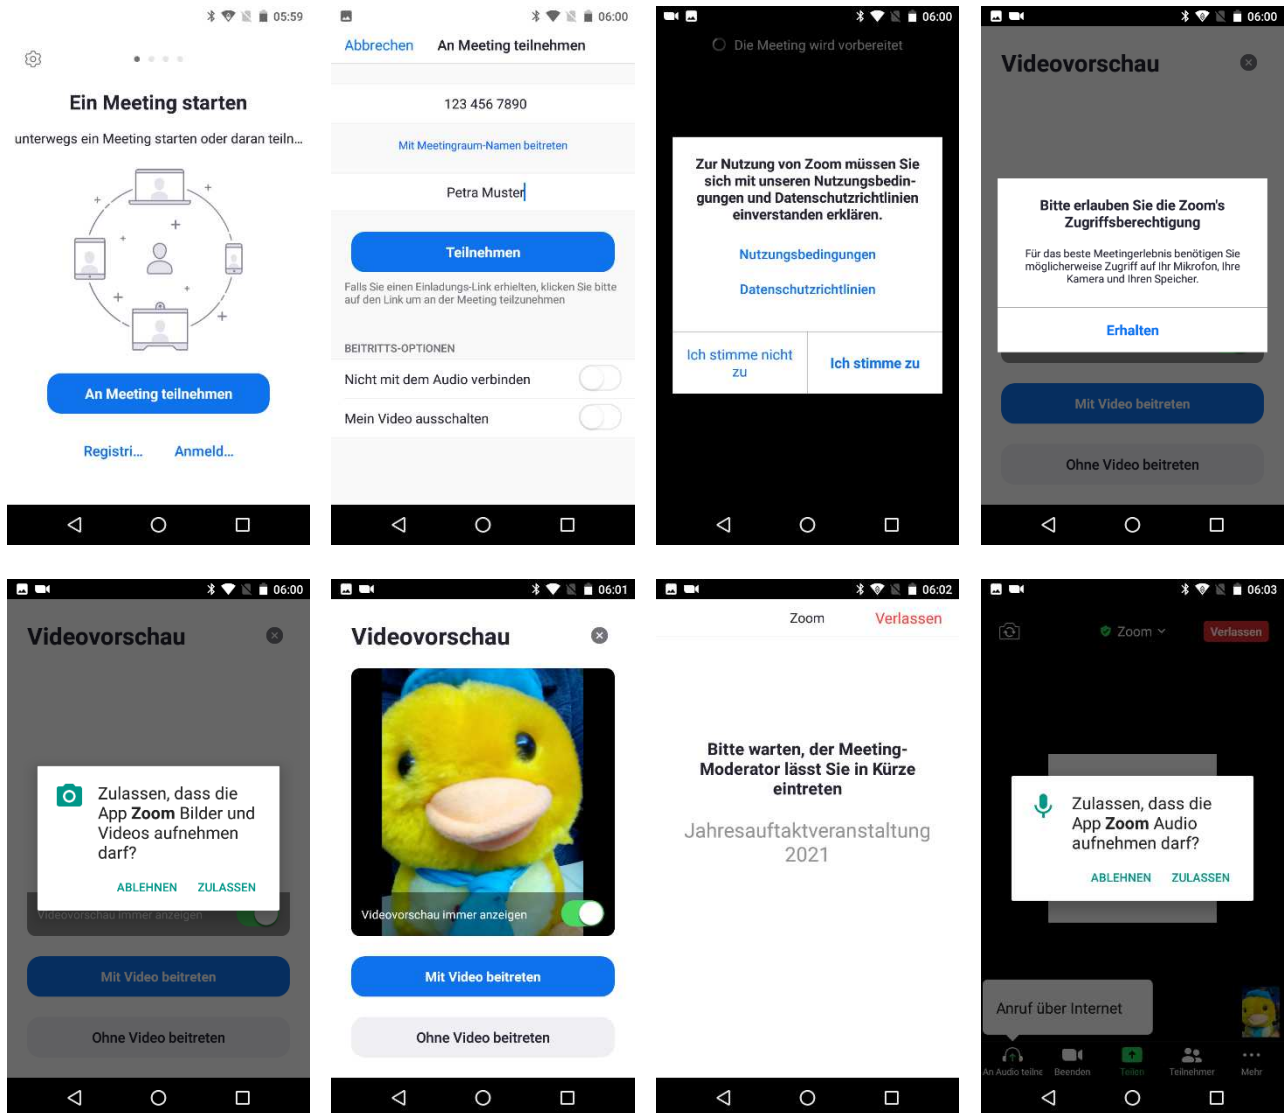 05:59
Ein Meeting starten
unterwegs ein Meeting starten oder daran teiln...
An Meeting teilnehmen
Registri...
Anmeld...
06:00
Abbrechen
An Meeting teilnehmen
123 456 7890
Mit Meetingraum-Namen beitreten
Petra Muster
Teilnehmen
Falls Sie einen Einladungs-Link erhielten, klicken Sie bitte
auf den Link um an der Meeting teilzunehmen
BEITRITTS-OPTIONEN
Nicht mit dem Audio verbinden
Mein Video ausschalten
06:00
Die Meeting wird vorbereitet
Zur Nutzung von Zoom müssen Sie
sich mit unseren Nutzungsbedin-
gungen und Datenschutzrichtlinien
einverstanden erklären.
Nutzungsbedingungen
Datenschutzrichtlinien
Ich stimme nicht
zu
Ich stimme zu
06:00
Videovorschau
Bitte erlauben Sie die Zoom's
Zugriffsberechtigung
Für das beste Meetingerlebnis benötigen Sie
möglicherweise Zugriff auf Ihr Mikrofon, Ihre
Kamera und Ihren Speicher.
Erhalten
Mit Video beitreten
Ohne Video beitreten
06:00
Videovorschau
Zulassen, dass die
App Zoom Bilder und
Videos aufnehmen
darf?
ABLEHNEN
ZULASSEN
Videovorschau immer anzeigen
Mit Video beitreten
Ohne Video beitreten
06:01
Videovorschau
Videovorschau immer anzeigen
Mit Video beitreten
Ohne Video beitreten
06:02
Zoom
Verlassen
Bitte warten, der Meeting-
Moderator lässt Sie in Kürze
eintreten
Jahresauftaktveranstaltung
2021
06:03
Zoom
Verlassen
Zulassen, dass die
App Zoom Audio
aufnehmen darf?
ABLEHNEN
ZULASSEN
Anruf über Internet
An Audio teilne
Beenden
Teilen
Teilnehmer
Mehr